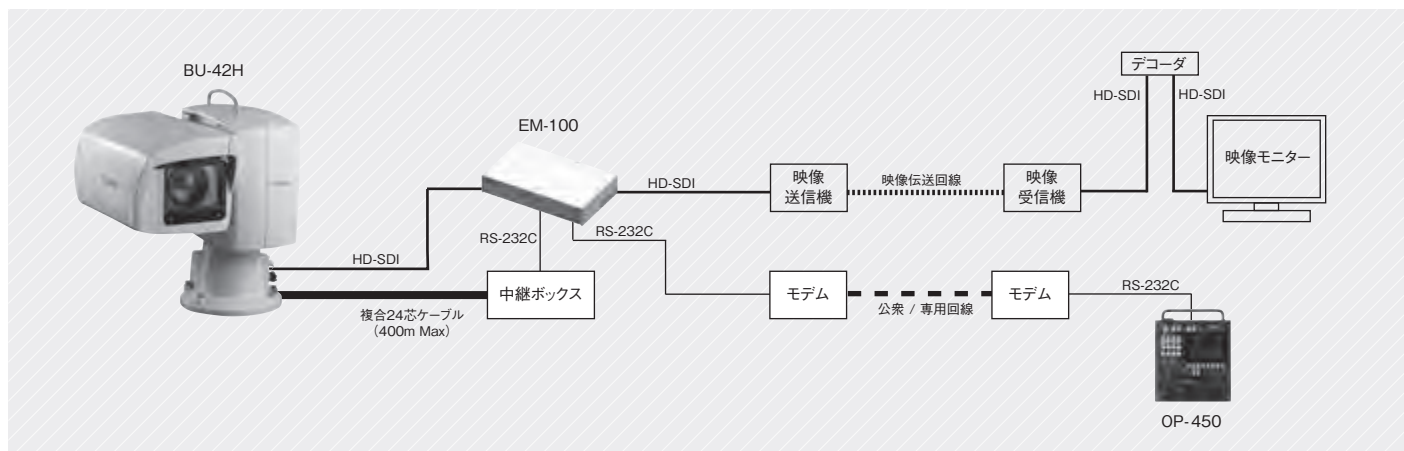 BU-42H
EM-100
デコーダ
HD-SDI
HD-SDI
映像モニター
HD-SDI
映像
送信機
映像伝送回線
映像
受信機
RS-232C
RS-232C
HD-SDI
中継ボックス
複合24芯ケーブル
(400m Max)
モデム
公衆 / 専用回線
モデム
RS-232C
OP-450